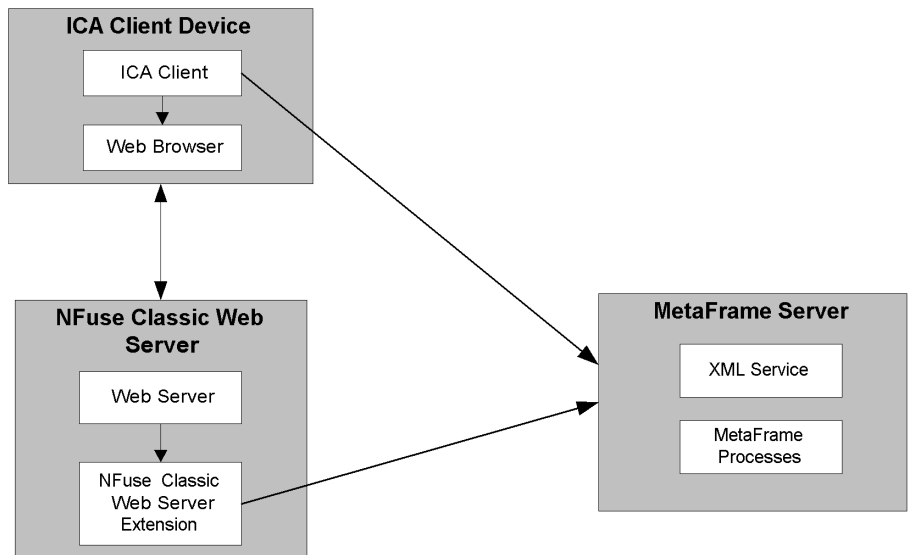 ICA Client Device
ICA Client
Web Browser
NFuse Classic Web
Server
Web Server
NFuse Classic
Web Server
Extension
MetaFrame Server
XML Service
MetaFrame
Processes